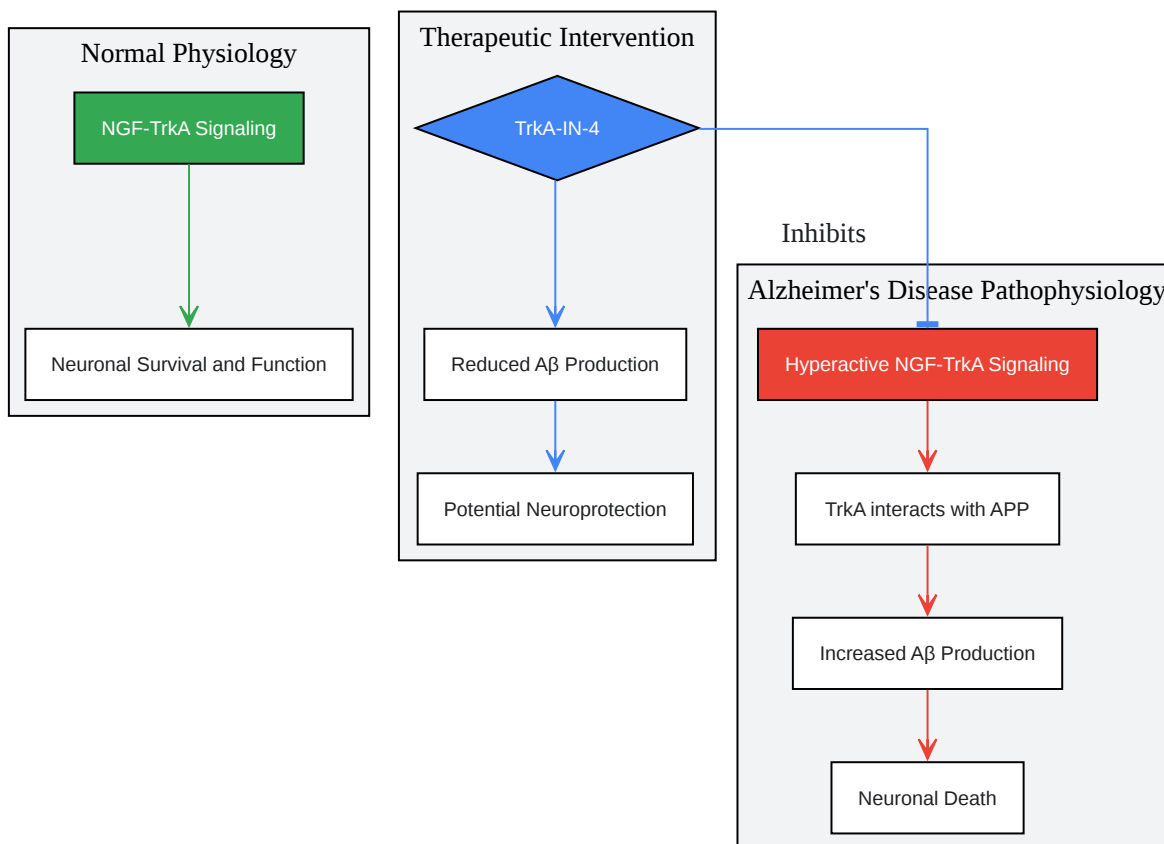 Normal Physiology
NGF-TrkA Signaling
Neuronal Survival and Function
Therapeutic Intervention
TrkA-IN-4
Reduced Aβ Production
Potential Neuroprotection
Inhibits
Alzheimer's Disease Pathophysiology
Hyperactive NGF-TrkA Signaling
TrkA interacts with APP
Increased Aβ Production
Neuronal Death